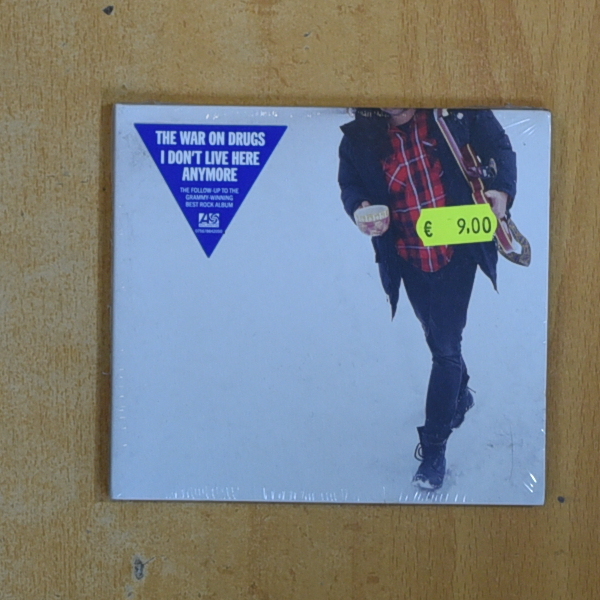 THE WAR ON DRUGS
I DON'T LIVE HERE
ANYMORE
THE FOLLOW-UP TO THE
GRAMMY-WINNING
BEST ROCK ALBUM
€ 9,00